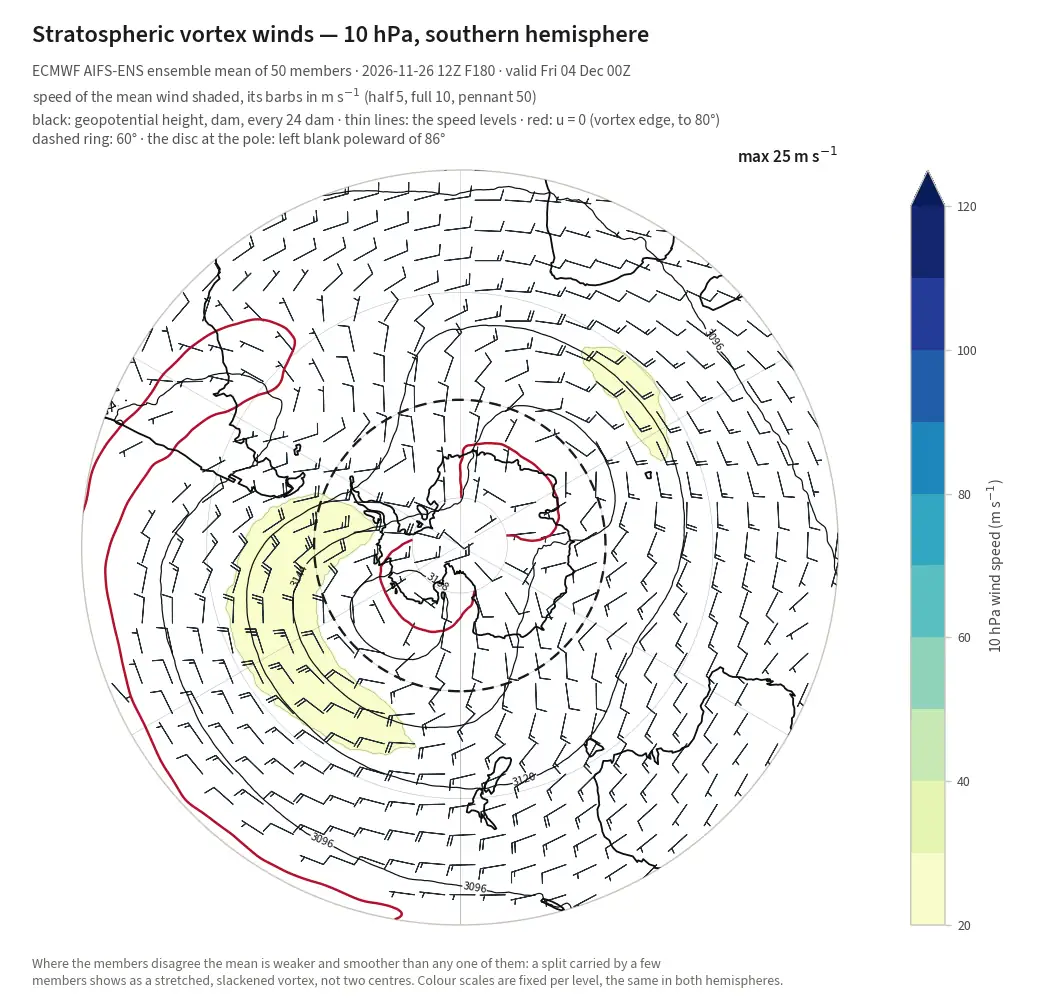 Stratospheric vortex winds — 10 hPa, southern hemisphere
ECMWF AIFS-ENS ensemble mean of 50 members · 2026-11-26 12Z F180 · valid Fri 04 Dec 00Z
speed of the mean wind shaded, its barbs in m s⁻¹ (half 5, full 10, pennant 50)
black: geopotential height, dam, every 24 dam · thin lines: the speed levels · red: u = 0 (vortex edge, to 80°)
dashed ring: 60° · the disc at the pole: left blank poleward of 86°
max 25 m s⁻¹
120
100
80
60
40
20
10 hPa wind speed (m s⁻¹)
3096
3120
3096
3096
Where the members disagree the mean is weaker and smoother than any one of them: a split carried by a few
members shows as a stretched, slackened vortex, not two centres. Colour scales are fixed per level, the same in both hemispheres.